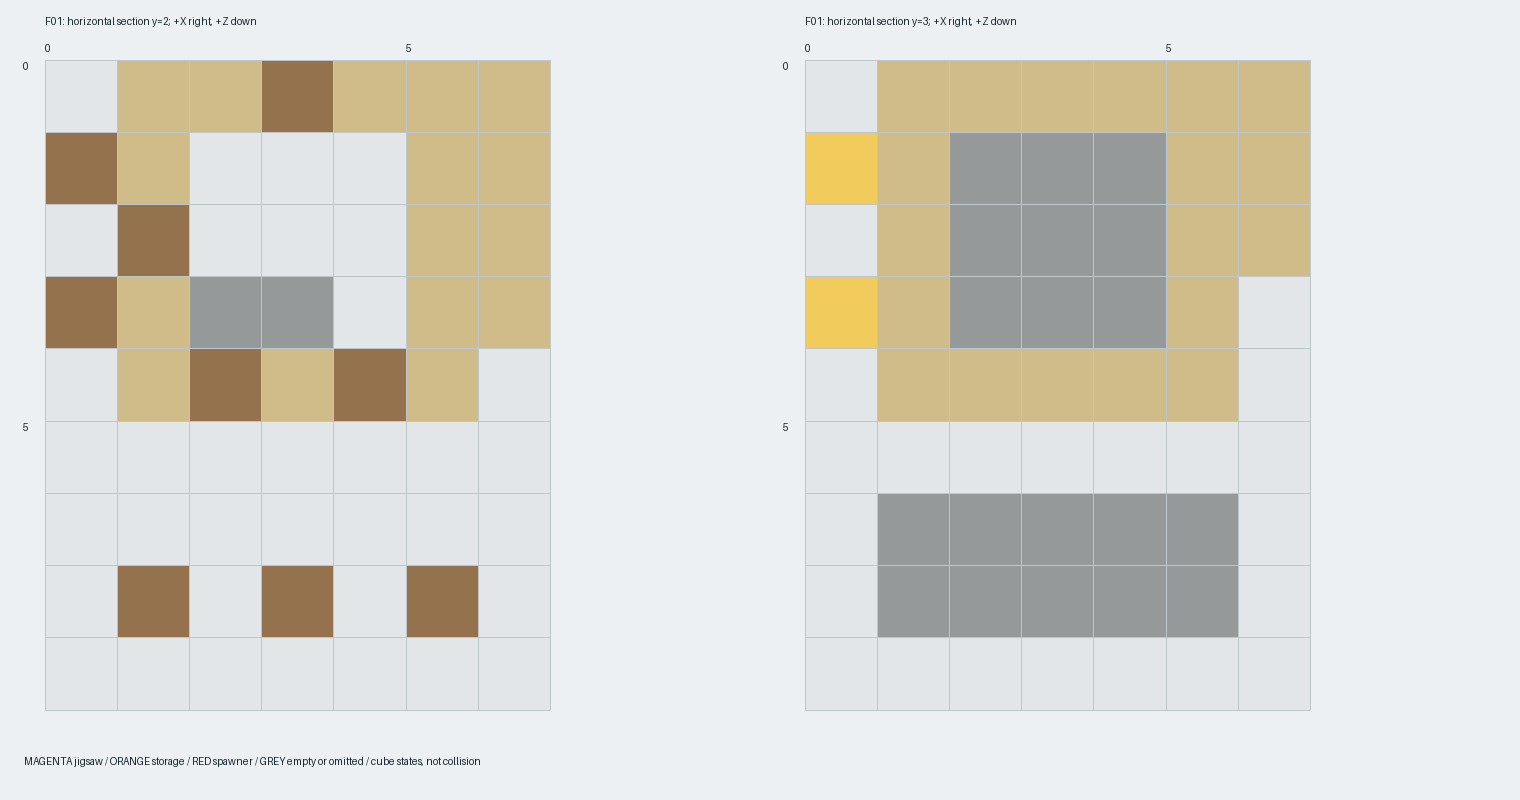 F01: horizontal section y=2; +X right, +Z down
F01: horizontal section y=3; +X right, +Z down
0 5
0 5
0
0
5
5
MAGENTA jigsaw / ORANGE storage / RED spawner / GREY empty or omitted / cube states, not collision